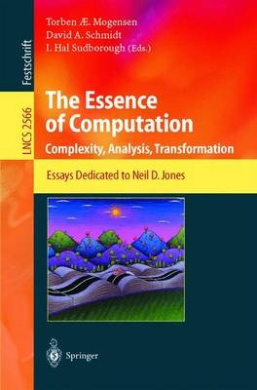 Torben Æ. Mogensen
David A. Schmidt
I. Hal Sudborough (Eds.)
Festschrift
LNCS 2566
The Essence
of Computation
Complexity, Analysis, Transformation
Essays Dedicated to Neil D. Jones
Springer